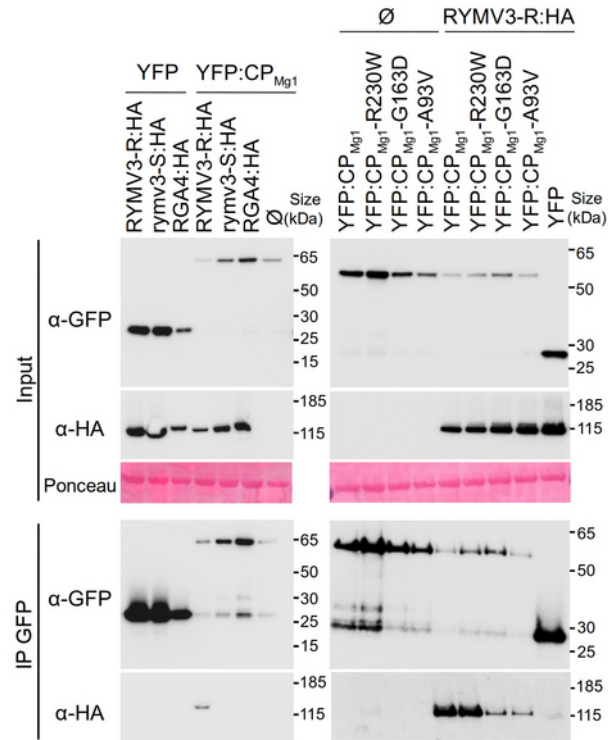 Ø RYMV3-R:HA
YFP YFP:CPMg1
RYMV3-R:HA
rymv3-S:HA
RGA4:HA
RYMV3-R:HA
rymv3-S:HA
RGA4:HA
Ø
Size
(kDa)
YFP:CPMg1
YFP:CPMg1-R230W
YFP:CPMg1-G163D
YFP:CPMg1-A93V
YFP:CPMg1
YFP:CPMg1-R230W
YFP:CPMg1-G163D
YFP:CPMg1-A93V
YFP
Size
(kDa)
Input
α-GFP
-65
-50
-30
-25
-15
-65
-50
-30
-25
α-HA
-185
-115
-185
-115
Ponceau
IP GFP
α-GFP
-65
-50
-30
-25
-15
-65
-50
-30
-25
α-HA
-185
-115
-185
-115